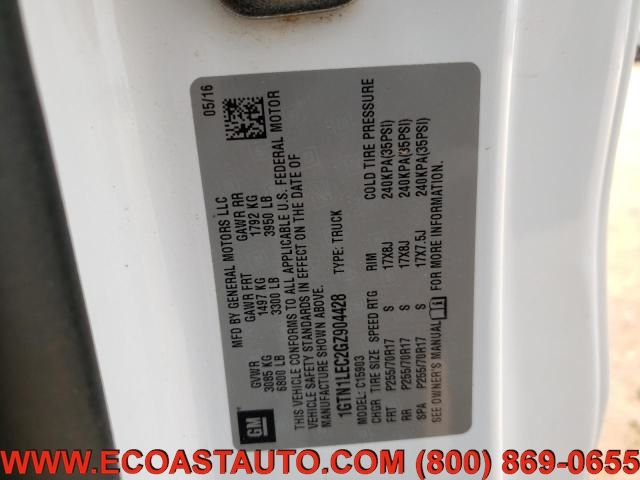 GM
05/16
MFD BY GENERAL MOTORS LLC
GVWR GAWR FRT GAWR RR
3085 KG 1497 KG 1792 KG
6800 LB 3300 LB 3950 LB
THIS VEHICLE CONFORMS TO ALL APPLICABLE U.S. FEDERAL MOTOR
VEHICLE SAFETY STANDARDS IN EFFECT ON THE DATE OF
MANUFACTURE SHOWN ABOVE.
1GTN1LEC2GZ904428 TYPE: TRUCK
MODEL: C15903
CHGR TIRE SIZE SPEED RTG RIM COLD TIRE PRESSURE
FRT P255/70R17 S 17X8J 240KPA(35PSI)
RR P255/70R17 S 17X8J 240KPA(35PSI)
SPA P255/70R17 S 17X7.5J 240KPA(35PSI)
SEE OWNER'S MANUAL FOR MORE INFORMATION.
WWW.ECOASTAUTO.COM (800) 869-0655